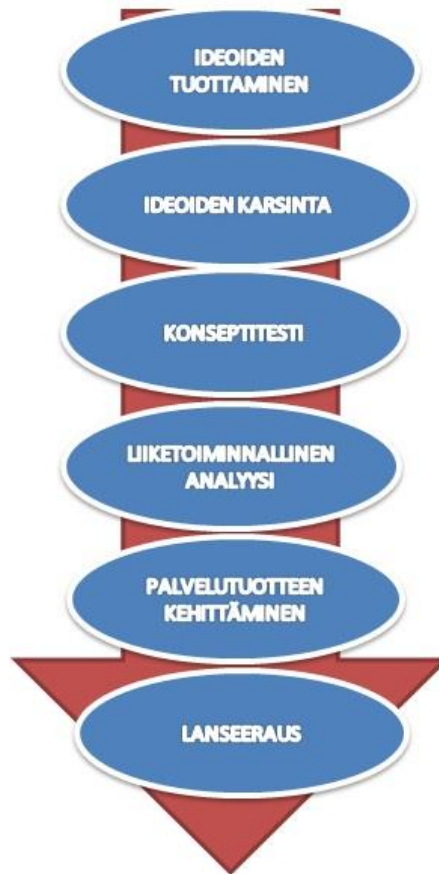 IDEOIDEN
TUOTTAMINEN
IDEOIDEN KARSINTA
KONSEPTITESTI
LIIKETOIMINNALLINEN
ANALYYSI
PALVELUTUOTTEEN
KEHITTÄMINEN
LANSEERAUS